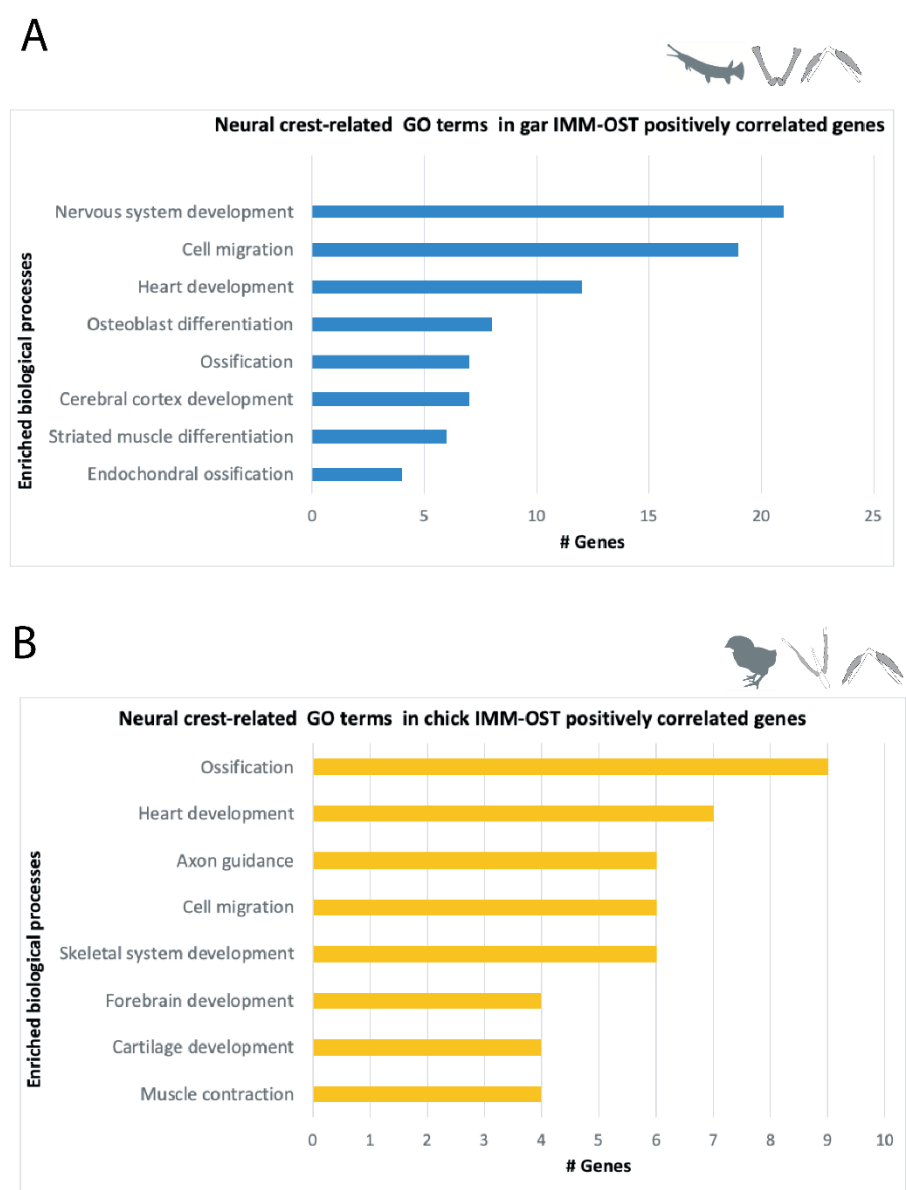 A
Neural crest-related GO terms in gar IMM-OST positively correlated genes
Enriched biological processes
Nervous system development
Cell migration
Heart development
Osteoblast differentiation
Ossification
Cerebral cortex development
Striated muscle differentiation
Endochondral ossification
0 5 10 15 20 25
# Genes
B
Neural crest-related GO terms in chick IMM-OST positively correlated genes
Enriched biological processes
Ossification
Heart development
Axon guidance
Cell migration
Skeletal system development
Forebrain development
Cartilage development
Muscle contraction
0 1 2 3 4 5 6 7 8 9 10
# Genes